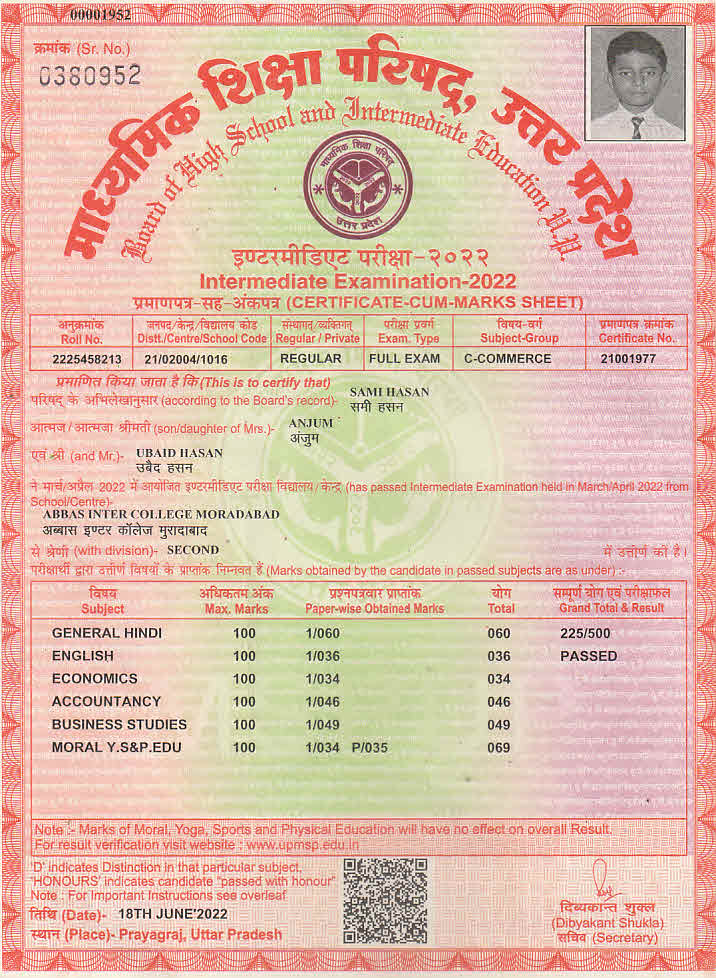 00001952
क्रमांक (Sr. No.)
0380952
माध्यमिक शिक्षा परिषद्, उत्तर प्रदेश
Board of High School and Intermediate Education U.P.
माध्यमिक शिक्षा परिषद
उत्तर प्रदेश
इण्टरमीडिएट परीक्षा-२०२२
Intermediate Examination-2022
प्रमाणपत्र-सह-अंकपत्र (CERTIFICATE-CUM-MARKS SHEET)
अनुक्रमांक जनपद/केन्द्र/विद्यालय कोड संस्थागत/व्यक्तिगत परीक्षा प्रवर्ग विषय-वर्ग प्रमाणपत्र क्रमांक
Roll No. Distt./Centre/School Code Regular / Private Exam. Type Subject-Group Certificate No.
2225458213 21/02004/1016 REGULAR FULL EXAM C-COMMERCE 21001977
प्रमाणित किया जाता है कि (This is to certify that)
SAMI HASAN
परिषद् के अभिलेखानुसार (according to the Board's record)- समी हसन
ANJUM
आत्मज/आत्मजा श्रीमती (son/daughter of Mrs.)- अंजुम
एवं श्री (and Mr.)- UBAID HASAN
उबैद हसन
ने मार्च/अप्रैल 2022 में आयोजित इण्टरमीडिएट परीक्षा विद्यालय/केन्द्र (has passed Intermediate Examination held in March/April 2022 from
School/Centre)-
ABBAS INTER COLLEGE MORADABAD
अब्बास इण्टर कॉलेज मुरादाबाद
से श्रेणी (with division)- SECOND में उत्तीर्ण की है।
परीक्षार्थी द्वारा उत्तीर्ण विषयों के प्राप्तांक निम्नवत हैं (Marks obtained by the candidate in passed subjects are as under) :-
विषय अधिकतम अंक प्रश्नपत्रवार प्राप्तांक योग सम्पूर्ण योग एवं परीक्षाफल
Subject Max. Marks Paper-wise Obtained Marks Total Grand Total & Result
GENERAL HINDI 100 1/060 060 225/500
ENGLISH 100 1/036 036 PASSED
ECONOMICS 100 1/034 034
ACCOUNTANCY 100 1/046 046
BUSINESS STUDIES 100 1/049 049
MORAL Y.S&P.EDU 100 1/034 P/035 069
Note :- Marks of Moral, Yoga, Sports and Physical Education will have no effect on overall Result.
For result verification visit website : www.upmsp.edu.in
'D' indicates Distinction in that particular subject.
'HONOURS' indicates candidate "passed with honour"
Note : For Important Instructions see overleaf
तिथि (Date)- 18TH JUNE'2022
स्थान (Place)- Prayagraj, Uttar Pradesh
दिब्यकान्त शुक्ल
(Dibyakant Shukla)
सचिव (Secretary)